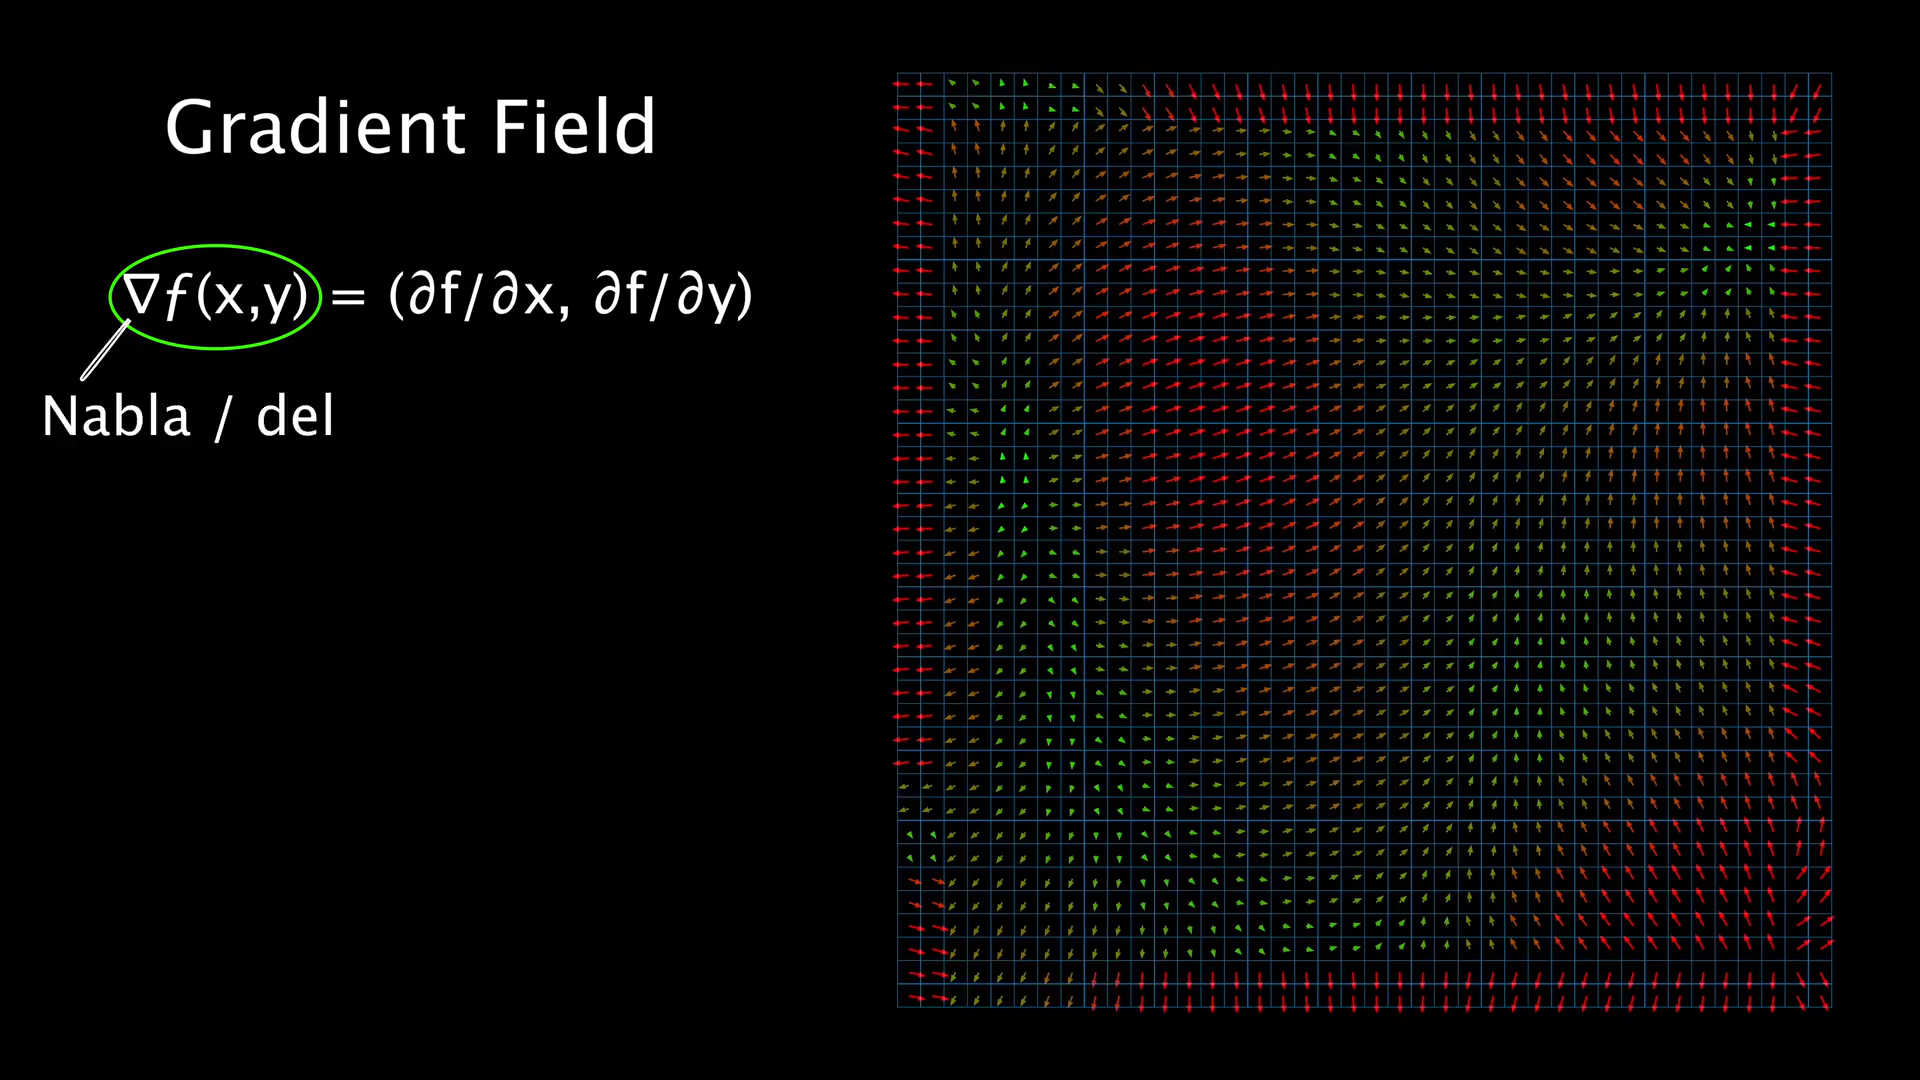 Gradient Field
∇f(x,y) = (∂f/∂x, ∂f/∂y)
Nabla / del